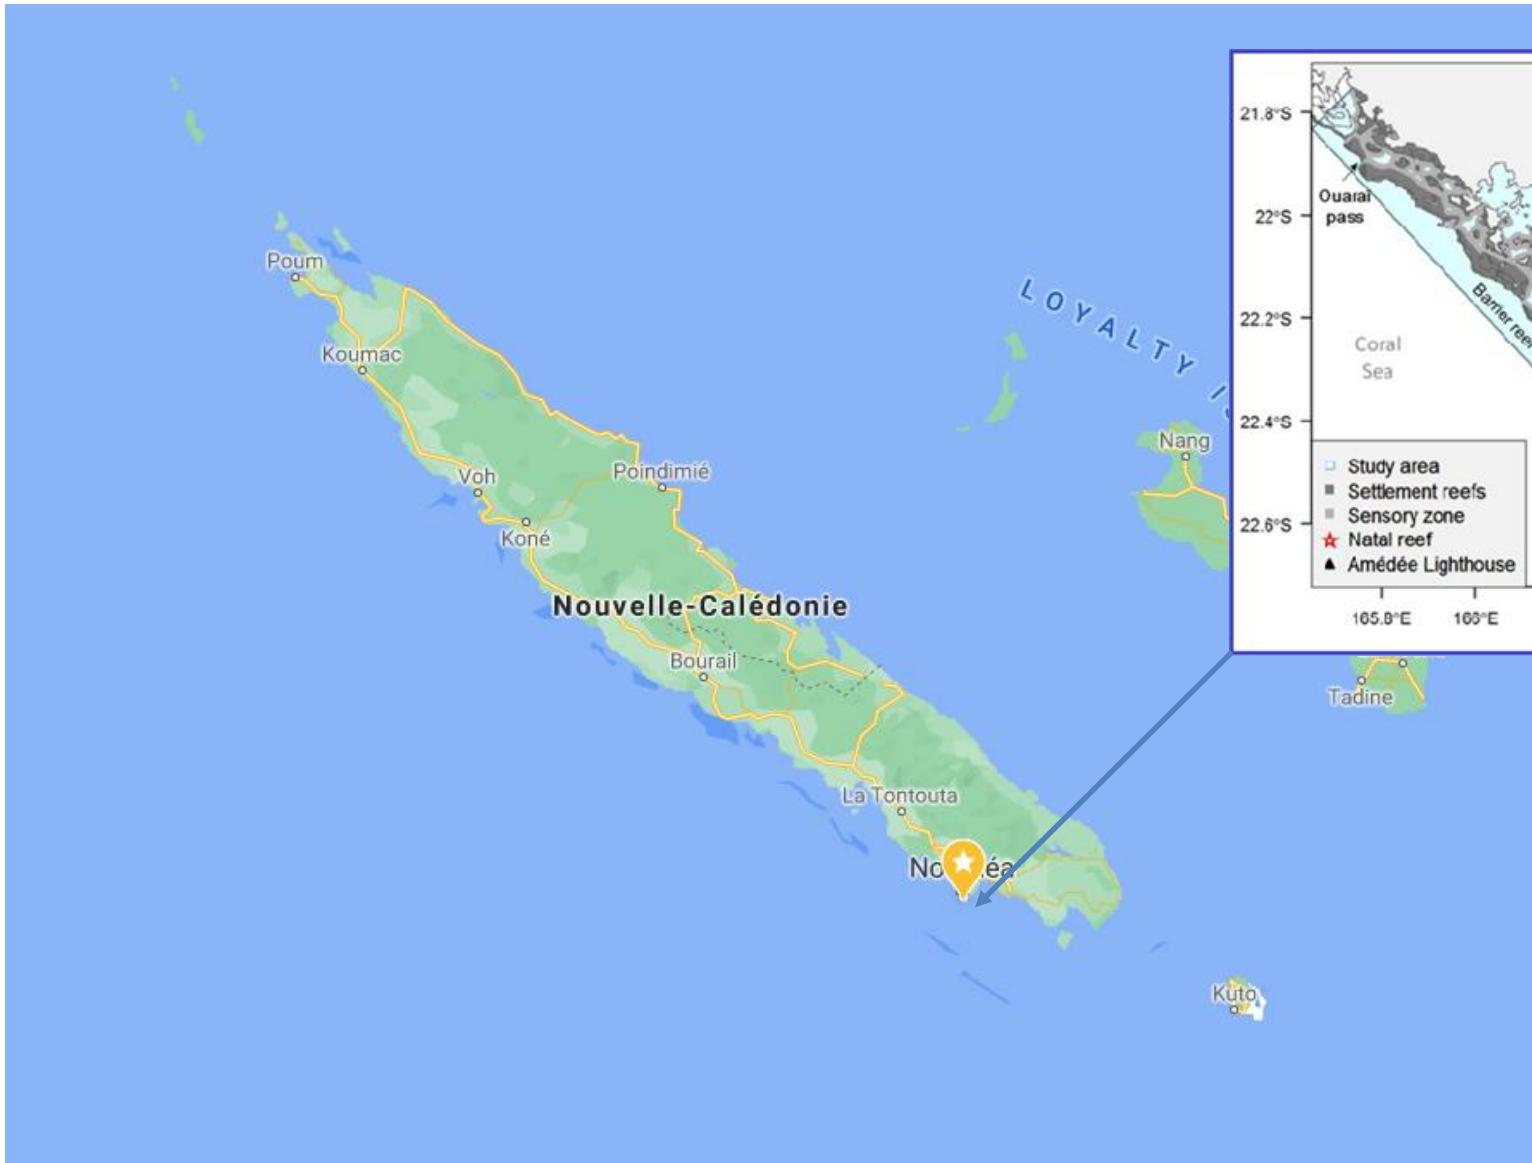 Poum
Koumac
Voh
Koné
Poindimié
Nouvelle-Calédonie
Bourail
La Tontouta
Kuto
LOYALTY
Nang
Tadine
21.8°S
22°S
22.2°S
22.4°S
22.6°S
Ouarai
pass
Barrier reef
Coral
Sea
Study area
Settlement reefs
Sensory zone
Natal reef
Amédée Lighthouse
165.8°E
166°E